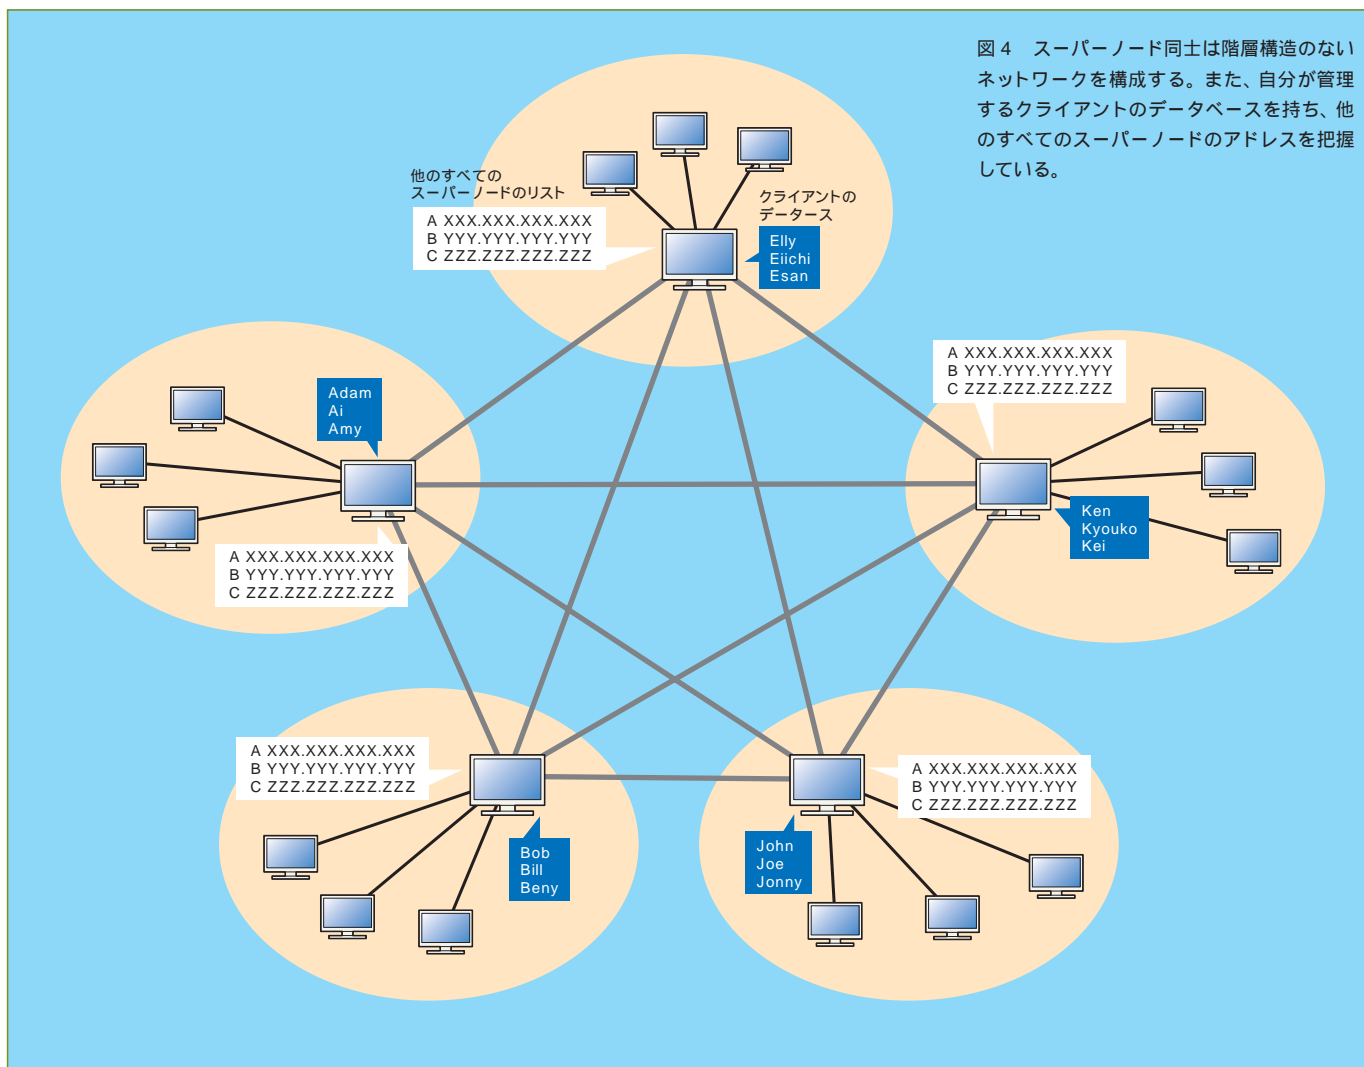 図4　スーパーノード同士は階層構造のない
ネットワークを構成する。また、自分が管理
するクライアントのデータベースを持ち、他
のすべてのスーパーノードのアドレスを把握
している。
他のすべての
スーパーノードのリスト
A XXX.XXX.XXX.XXX
B YYY.YYY.YYY.YYY
C ZZZ.ZZZ.ZZZ.ZZZ
クライアントの
データース
Elly
Eiichi
Esan
Adam
Ai
Amy
A XXX.XXX.XXX.XXX
B YYY.YYY.YYY.YYY
C ZZZ.ZZZ.ZZZ.ZZZ
A XXX.XXX.XXX.XXX
B YYY.YYY.YYY.YYY
C ZZZ.ZZZ.ZZZ.ZZZ
Ken
Kyouko
Kei
A XXX.XXX.XXX.XXX
B YYY.YYY.YYY.YYY
C ZZZ.ZZZ.ZZZ.ZZZ
Bob
Bill
Beny
John
Joe
Jonny
A XXX.XXX.XXX.XXX
B YYY.YYY.YYY.YYY
C ZZZ.ZZZ.ZZZ.ZZZ